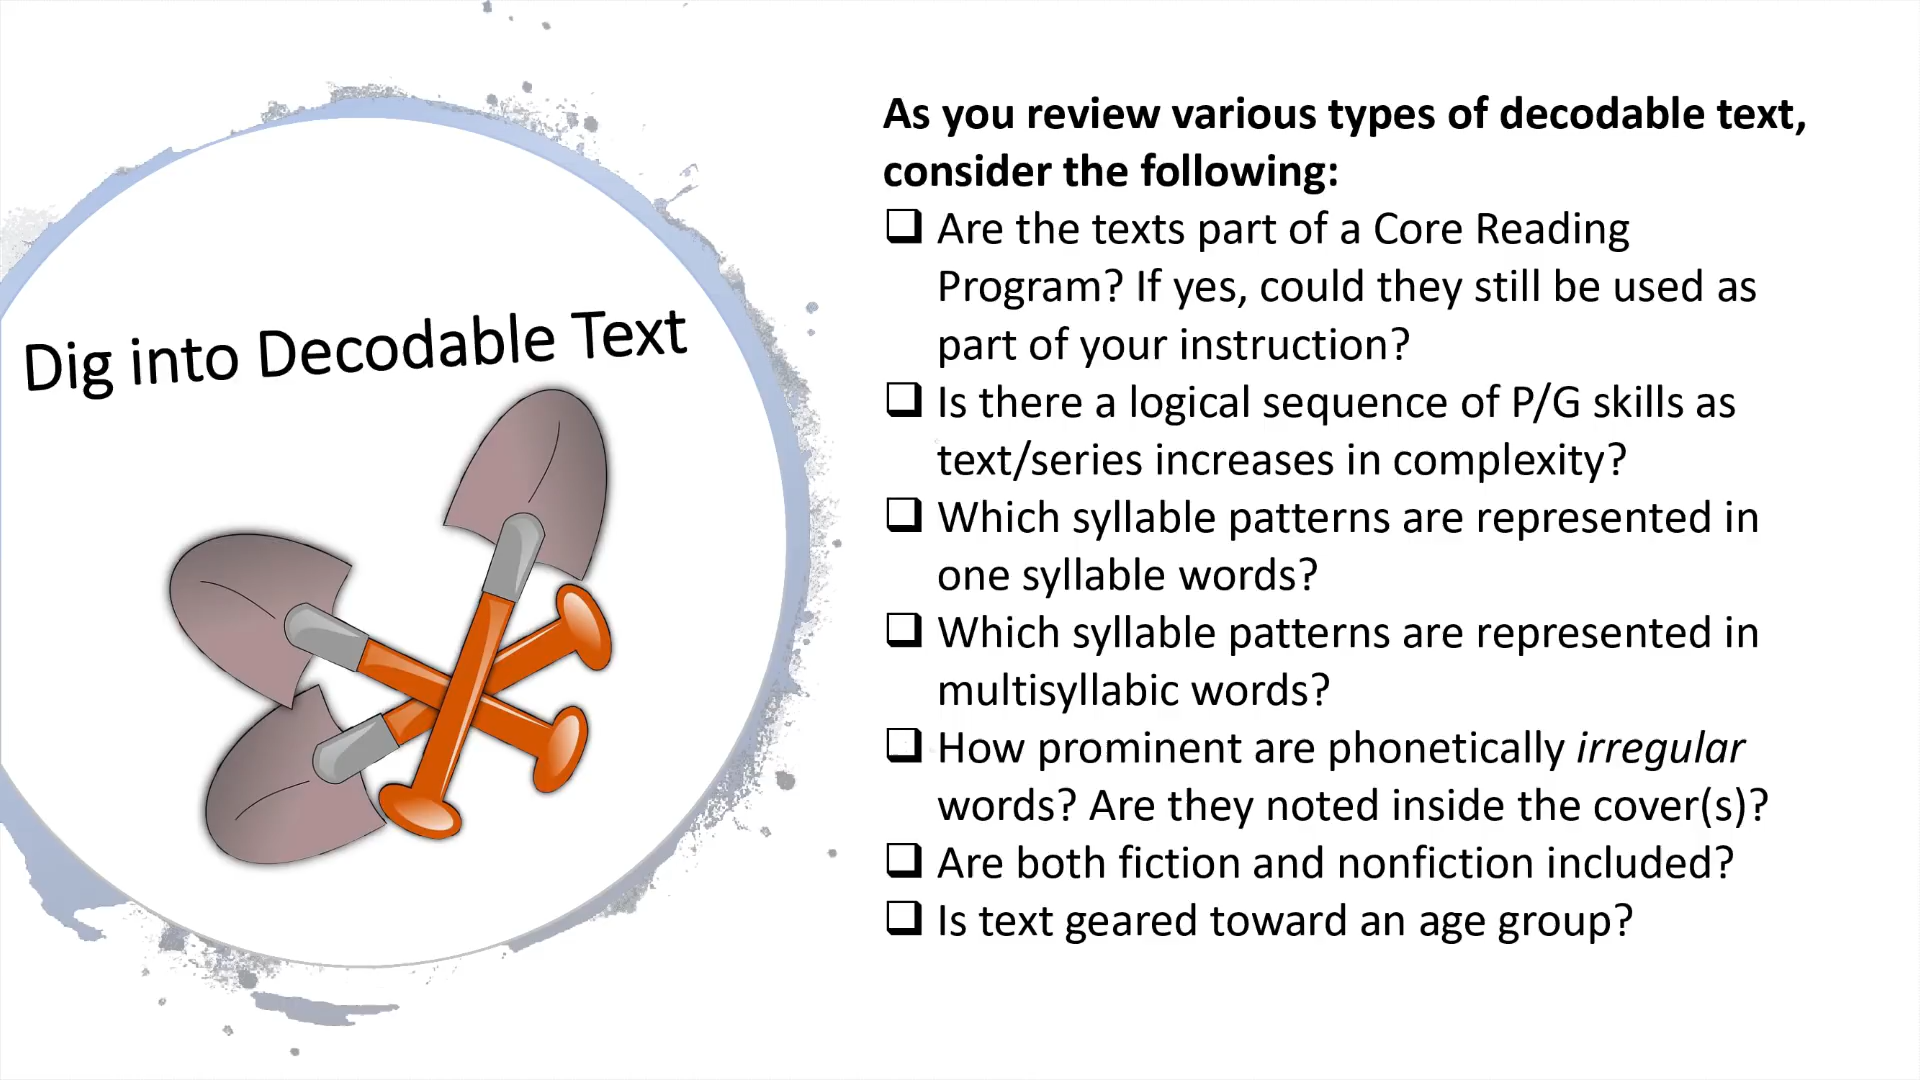 Dig into Decodable Text
As you review various types of decodable text,
consider the following:
❑ Are the texts part of a Core Reading
Program? If yes, could they still be used as
part of your instruction?
❑ Is there a logical sequence of P/G skills as
text/series increases in complexity?
❑ Which syllable patterns are represented in
one syllable words?
❑ Which syllable patterns are represented in
multisyllabic words?
❑ How prominent are phonetically irregular
words? Are they noted inside the cover(s)?
❑ Are both fiction and nonfiction included?
❑ Is text geared toward an age group?